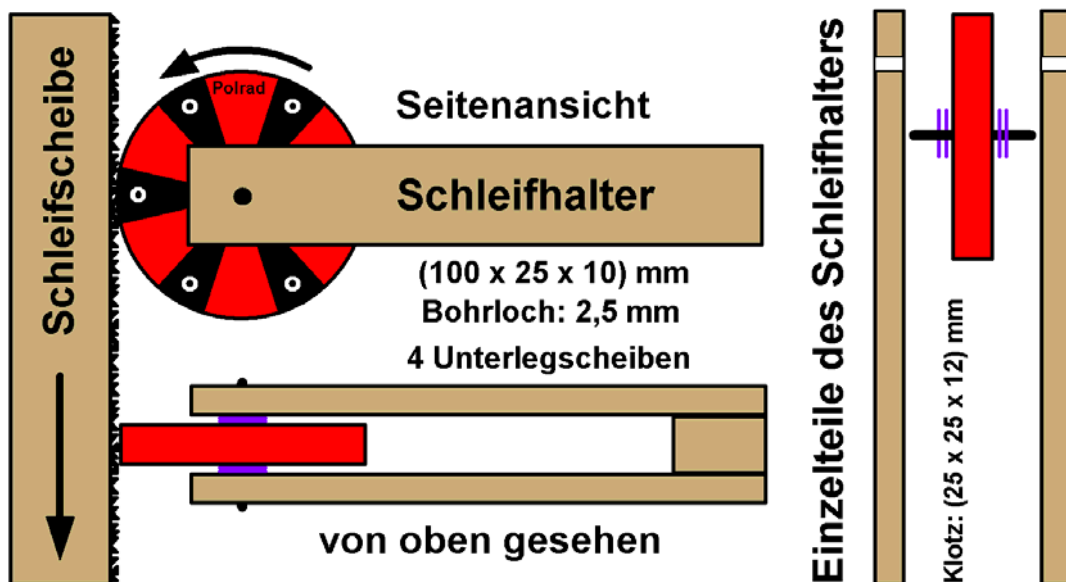 Schleifscheibe
Polrad
Seitenansicht
Schleifhalter
(100 x 25 x 10) mm
Bohrloch: 2,5 mm
4 Unterlegscheiben
von oben gesehen
Einzelteile des Schleifhalters
Klotz: (25 x 25 x 12) mm